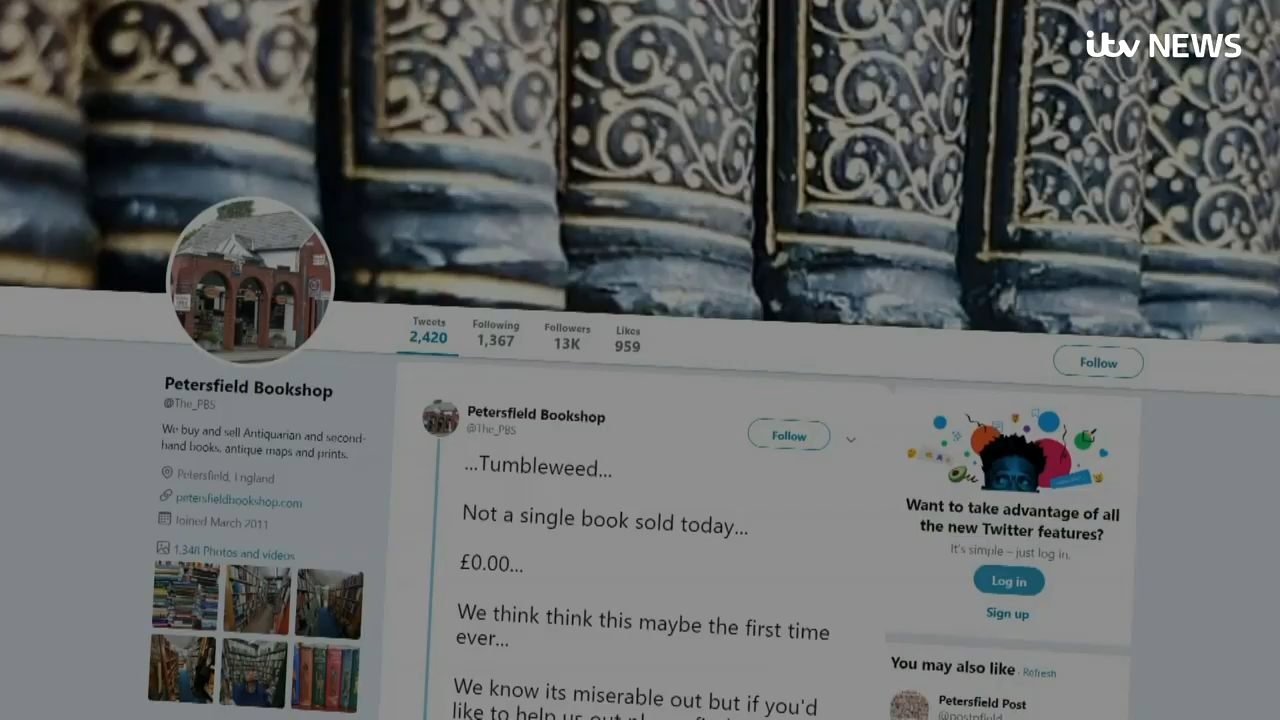 itv NEWS
Tweets
2,420
Following
1,367
Followers
13K
Likes
959
Follow
Petersfield Bookshop
@The_PBS
We buy and sell Antiquarian and second-
hand books, antique maps and prints.
Petersfield, England
petersfieldbookshop.com
Joined March 2011
1,348 Photos and videos
Petersfield Bookshop
@The_PBS
Follow
...Tumbleweed...
Not a single book sold today...
£0.00...
We think think this maybe the first time
ever...
We know its miserable out but if you'd
like to help us out
Want to take advantage of all
the new Twitter features?
It's simple – just log in.
Log in
Sign up
You may also like · Refresh
Petersfield Post